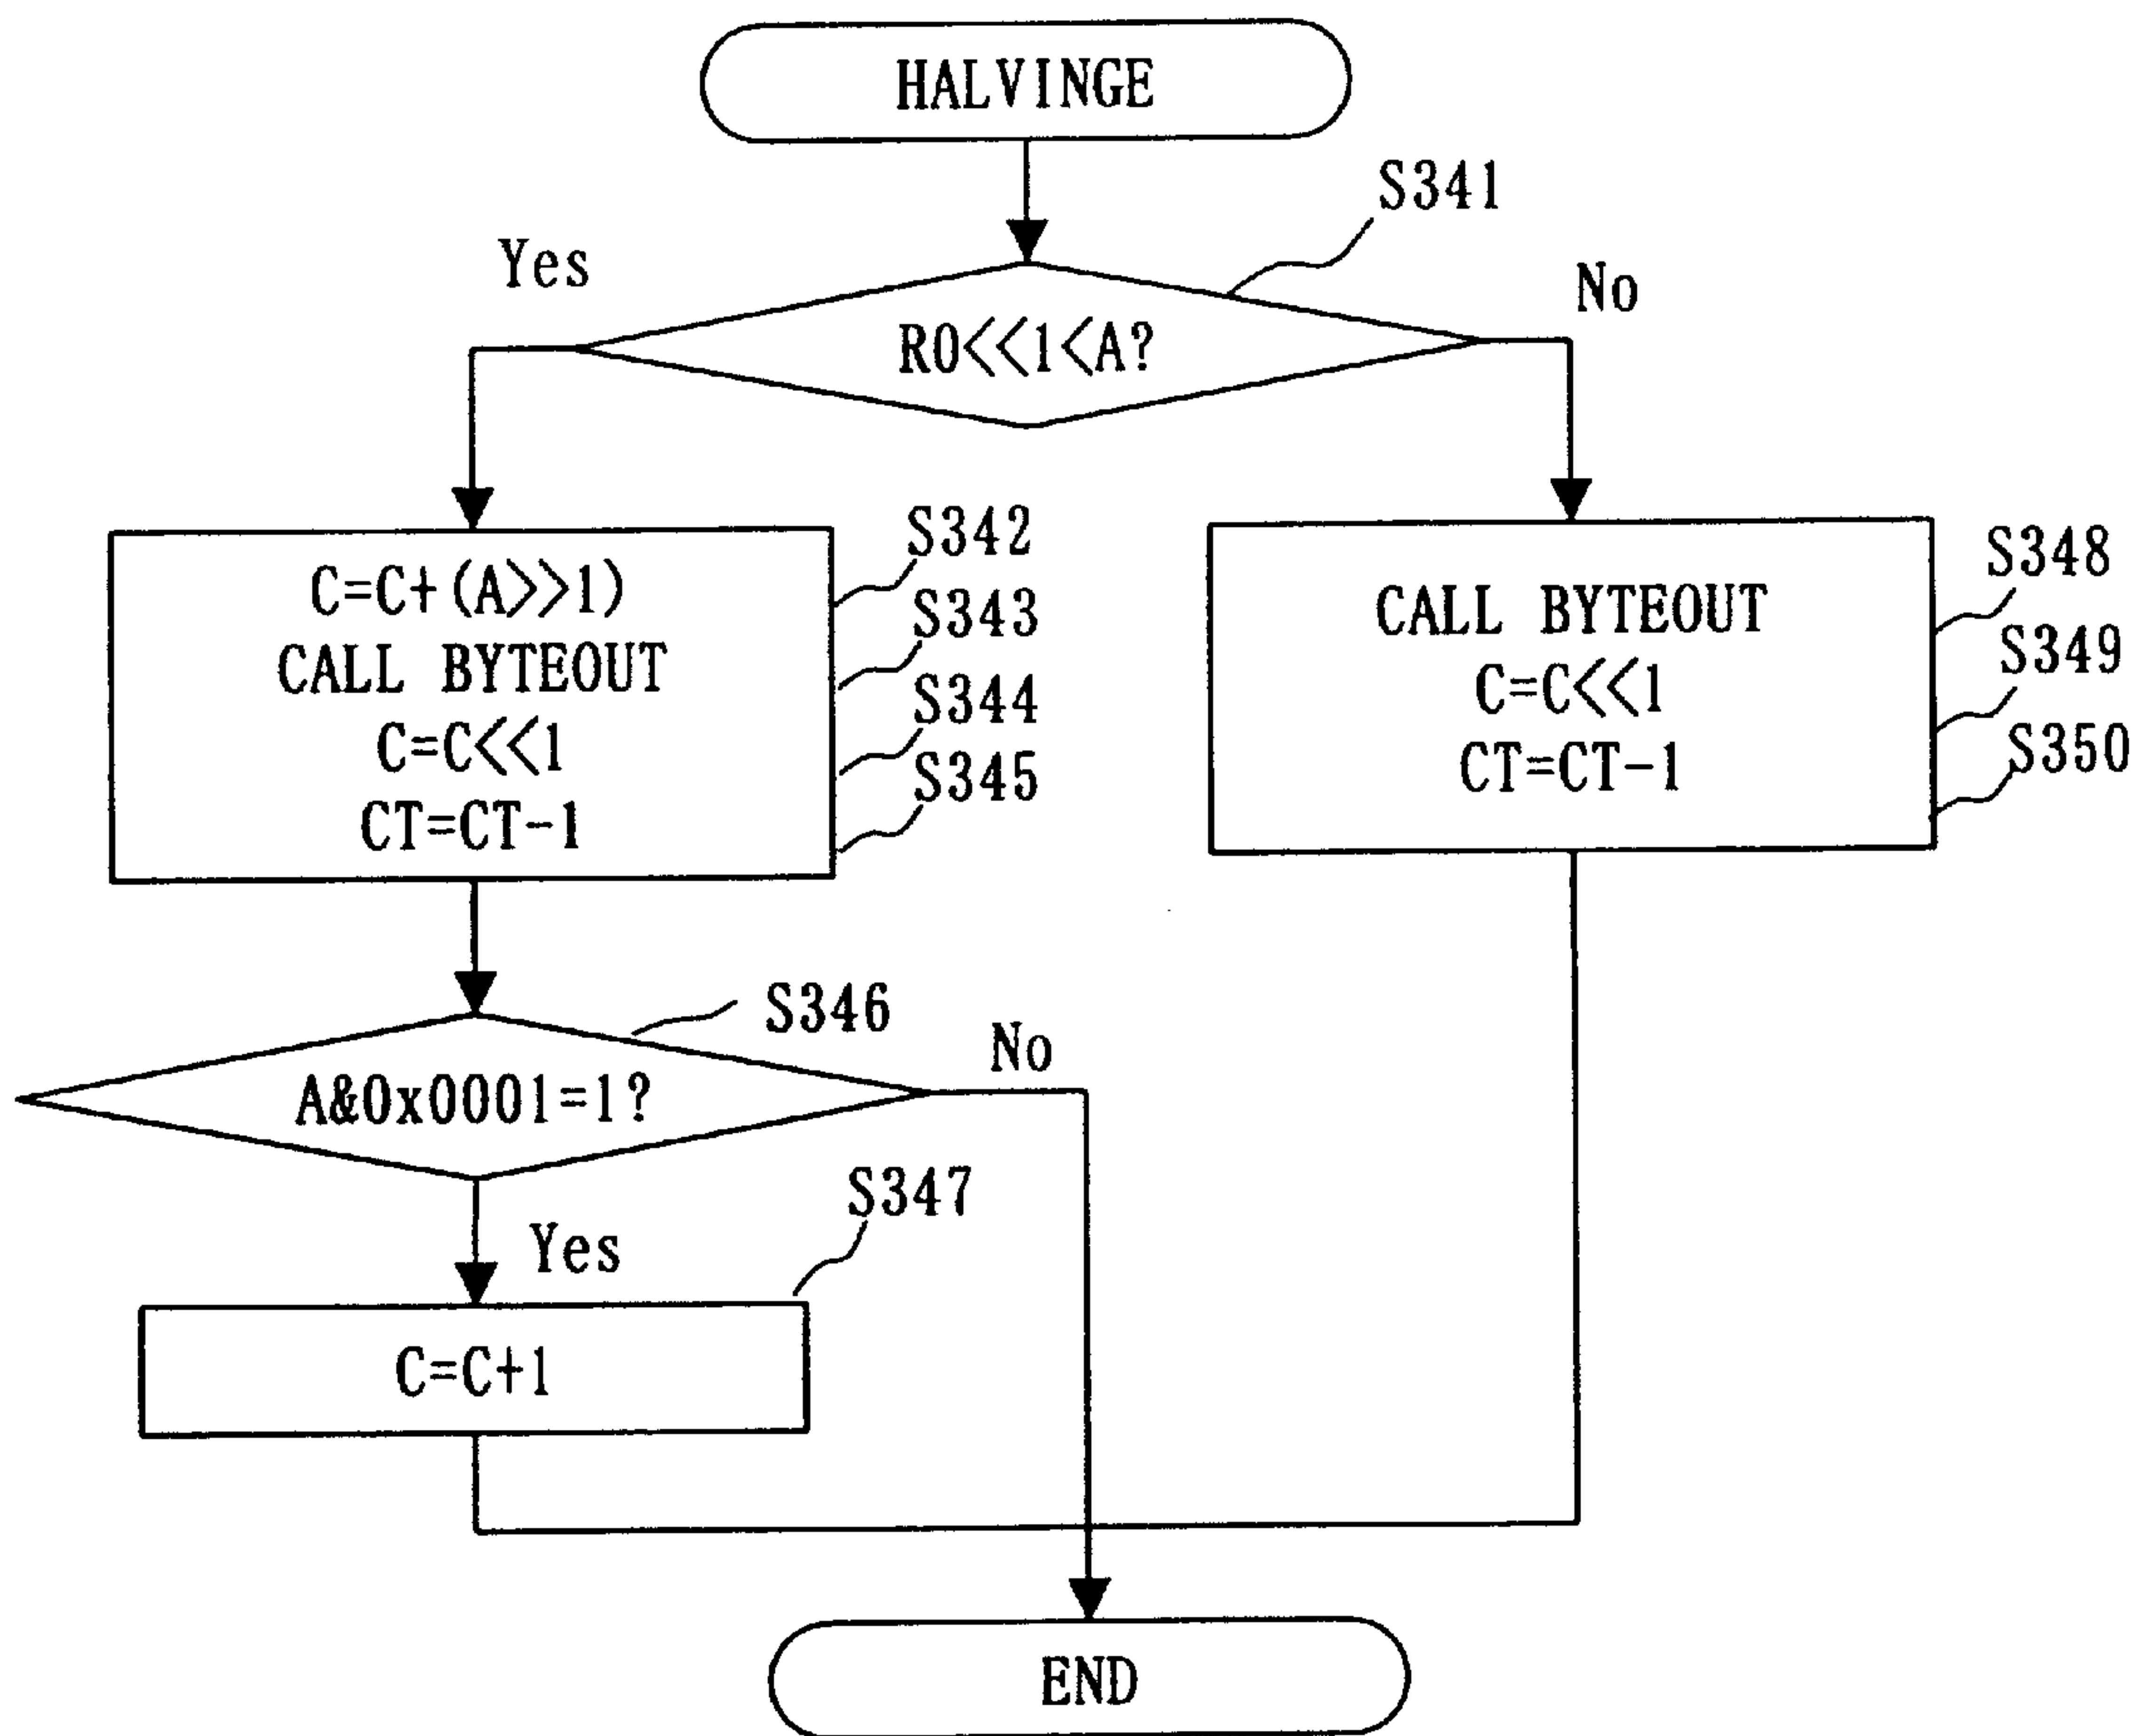 HALVINGE
S341
Yes
No
R0<<1<A?
S342
C=C+(A>>1)
S343
CALL BYTEOUT
S344
C=C<<1
S345
CT=CT-1
S348
CALL BYTEOUT
S349
C=C<<1
S350
CT=CT-1
S346
No
A&0x0001=1?
S347
Yes
C=C+1
END